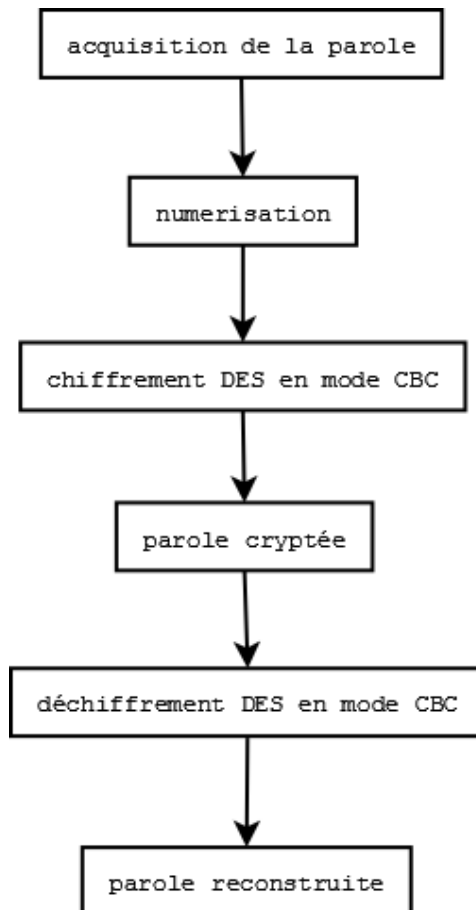 acquisition de la parole
numerisation
chiffrement DES en mode CBC
parole cryptée
déchiffrement DES en mode CBC
parole reconstruite